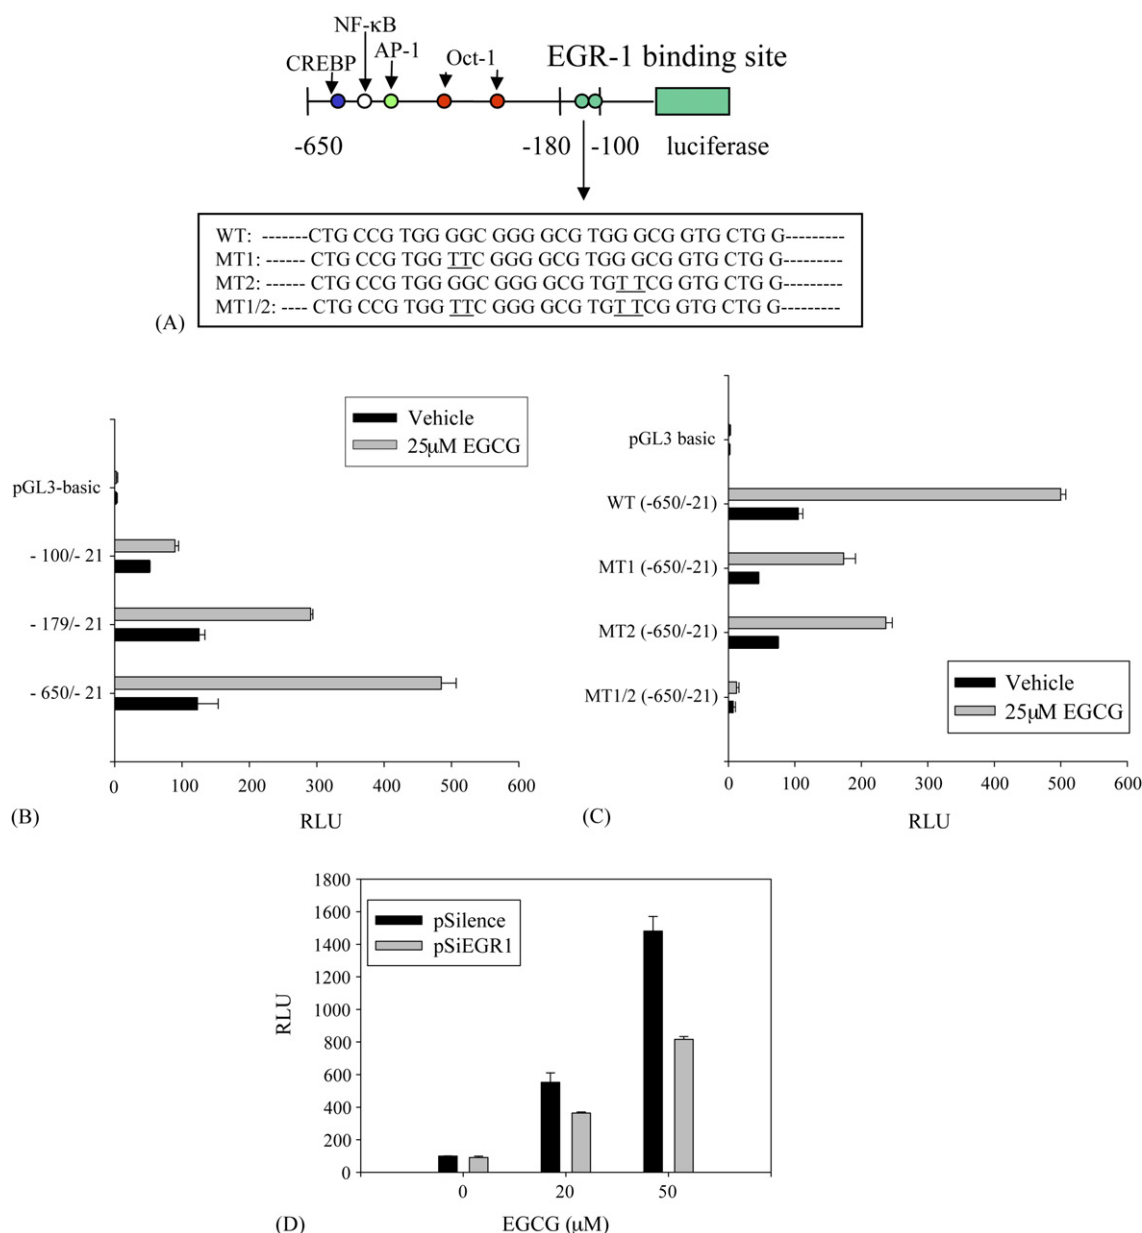 NF-κB
CREBP
AP-1
Oct-1
EGR-1 binding site
-650
-180
-100
luciferase
WT: -------CTG CCG TGG GGC GGG GCG TGG GCG GTG CTG G---------
MT1: ------ CTG CCG TGG TTC GGG GCG TGG GCG GTG CTG G---------
MT2: ------ CTG CCG TGG GGC GGG GCG TGT TCG GTG CTG G---------
MT1/2: ---- CTG CCG TGG TTC GGG GCG TGT TCG GTG CTG G---------
(A)
Vehicle
25μM EGCG
pGL3-basic
- 100/- 21
- 179/- 21
- 650/- 21
0 100 200 300 400 500 600
RLU
(B)
pGL3 basic
WT (-650/-21)
MT1 (-650/-21)
MT2 (-650/-21)
MT1/2 (-650/-21)
Vehicle
25μM EGCG
0 100 200 300 400 500 600
RLU
(C)
1800
1600
1400
1200
1000
800
600
400
200
0
RLU
pSilence
pSiEGR1
0 20 50
EGCG (μM)
(D)